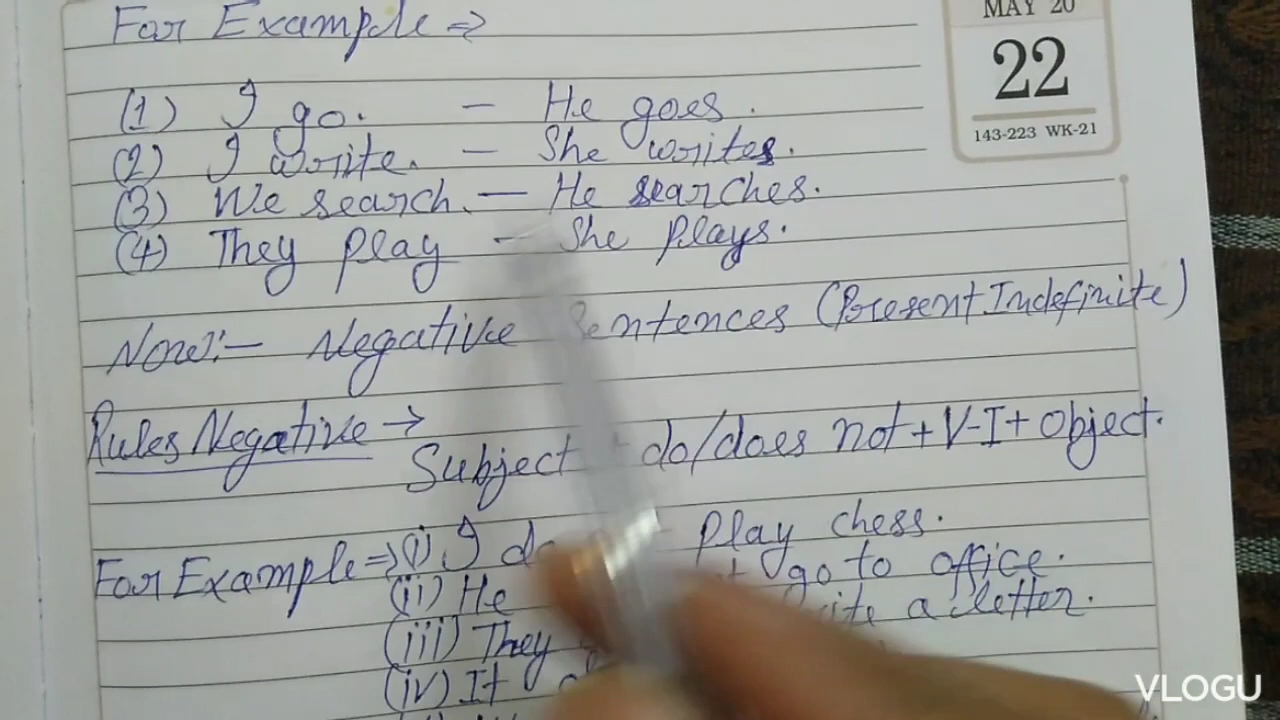 For Example ⇒
MAY 20
22
143-223 WK-21
(1) I go. – He goes.
(2) I write. – She writes.
(3) We search. – He searches.
(4) They play – She plays.
Now:– Negative Sentences (Present Indefinite)
Rules Negative →
Subject + do/does not + V-I + Object.
For Example ⇒ (i) I do play chess.
(ii) He go to office.
(iii) They a letter.
(iv) It
VLOGU